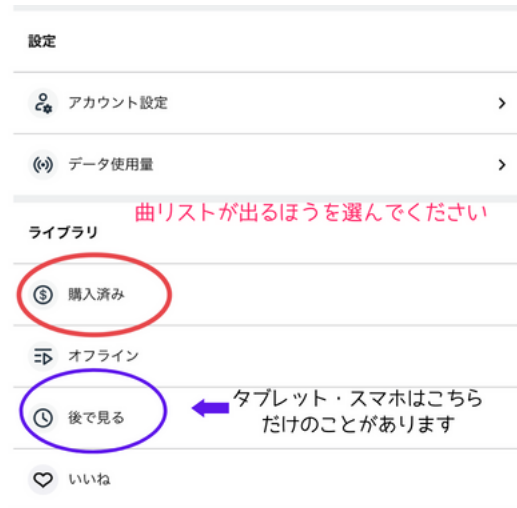 設定
アカウント設定
データ使用量
曲リストが出るほうを選んでください
ライブラリ
購入済み
オフライン
後で見る
タブレット・スマホはこちら
だけのことがあります
いいね